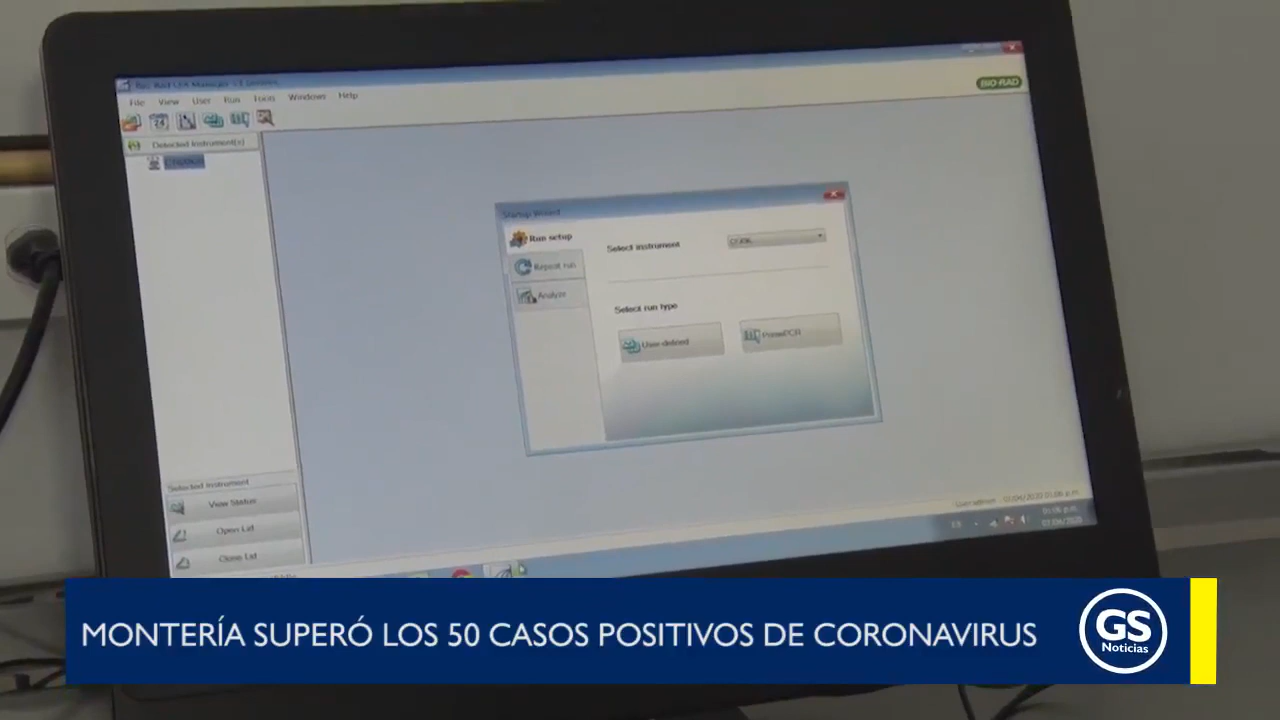 BIO-RAD
File View User Run Tools Windows Help
Detected Instrument(s)
Startup Wizard
Run setup
Repeat run
Analyze
Select instrument
Select run type
User-defined
PrimePCR
Selected Instrument
View Status
Open Lid
Close Lid
MONTERÍA SUPERÓ LOS 50 CASOS POSITIVOS DE CORONAVIRUS
GS
Noticias